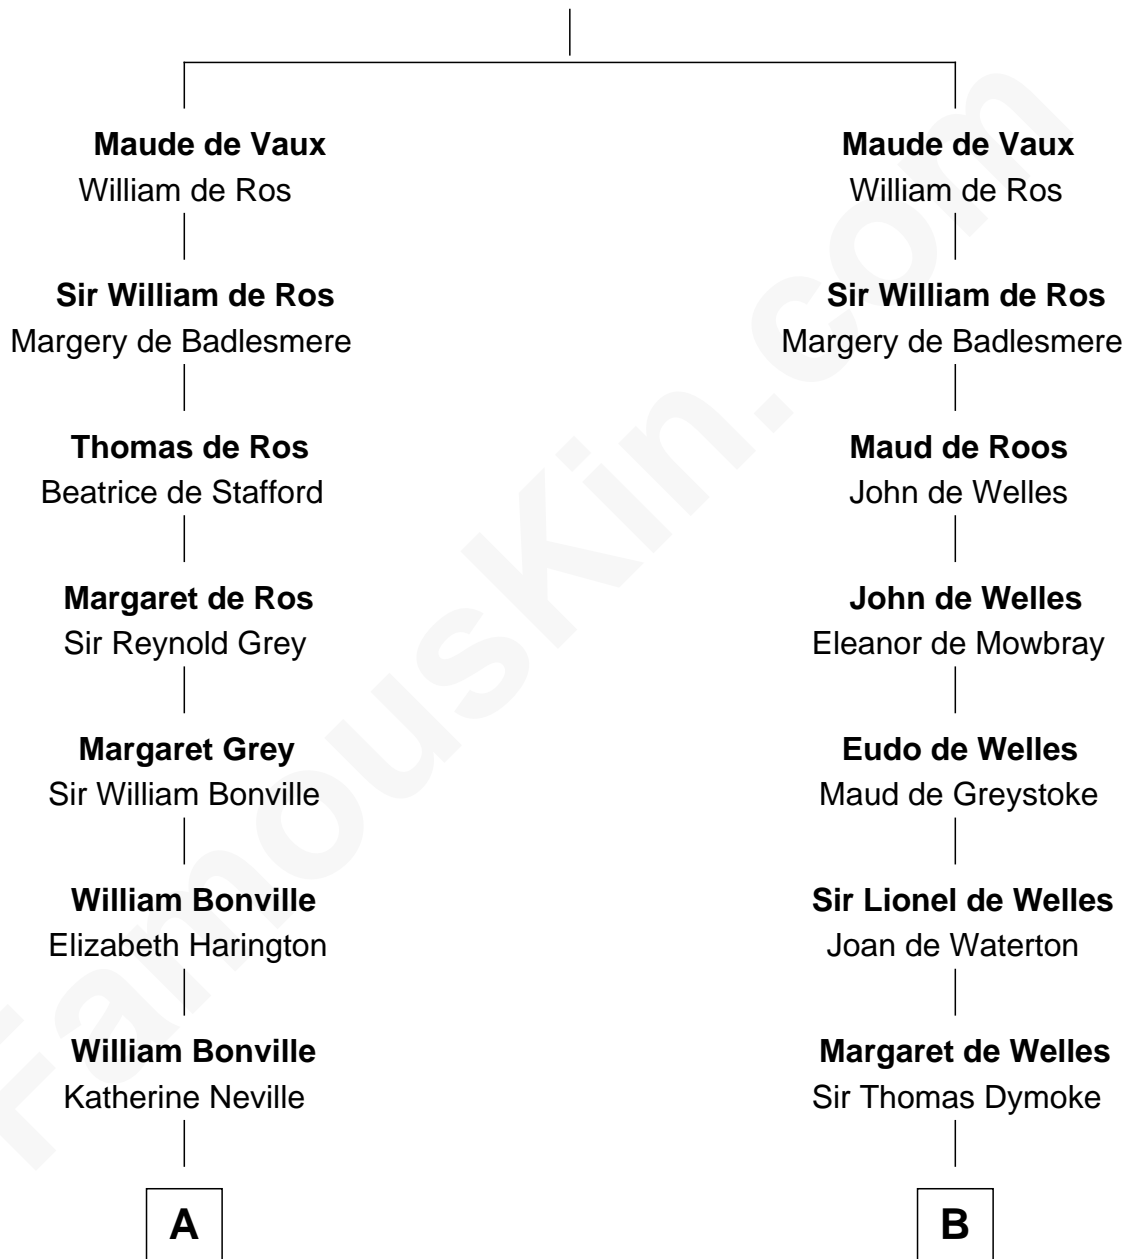 Maude de Vaux
William de Ros
Sir William de Ros
Margery de Badlesmere
Thomas de Ros
Beatrice de Stafford
Margaret de Ros
Sir Reynold Grey
Margaret Grey
Sir William Bonville
William Bonville
Elizabeth Harington
William Bonville
Katherine Neville
A
Maude de Vaux
William de Ros
Sir William de Ros
Margery de Badlesmere
Maud de Roos
John de Welles
John de Welles
Eleanor de Mowbray
Eudo de Welles
Maud de Greystoke
Sir Lionel de Welles
Joan de Waterton
Margaret de Welles
Sir Thomas Dymoke
B
FamousKin.com